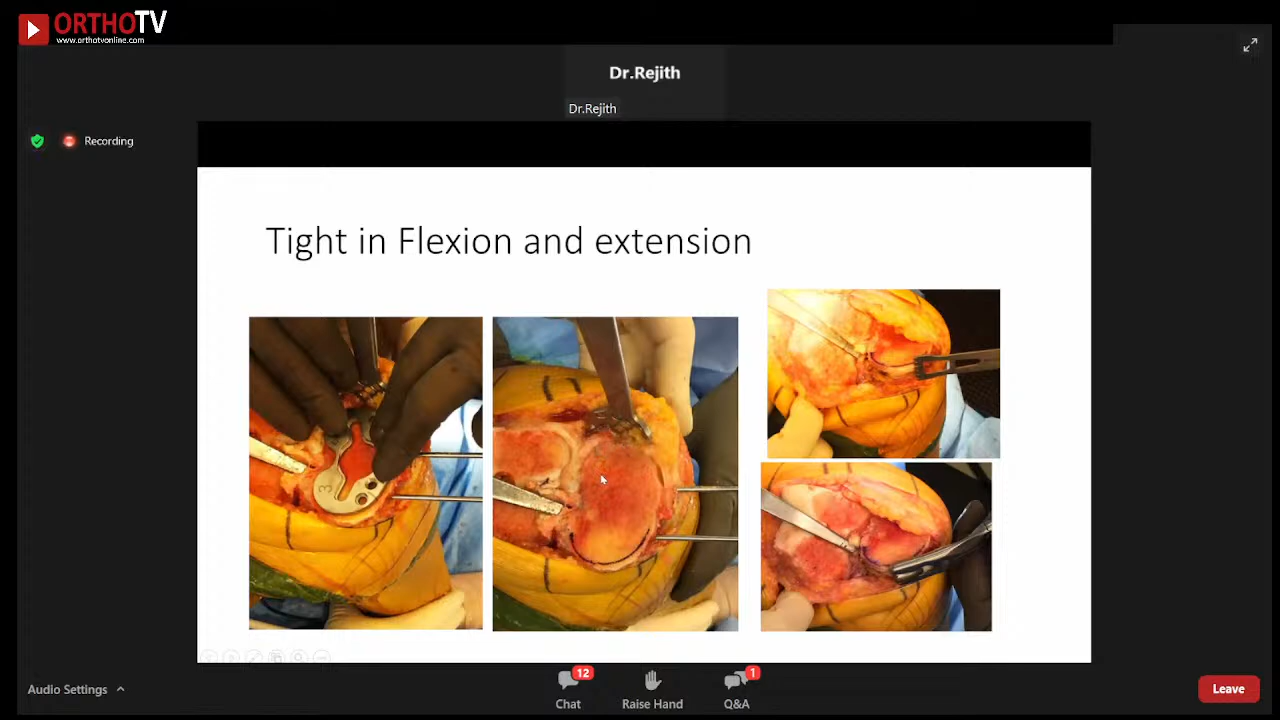 ORTHOTV
www.orthotvonline.com
Dr.Rejith
Dr.Rejith
Recording
Tight in Flexion and extension
3
12
1
Audio Settings
Chat
Raise Hand
Q&A
Leave